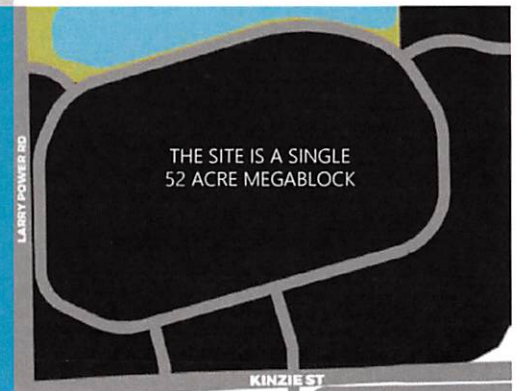 THE SITE IS A SINGLE
52 ACRE MEGABLOCK
LARRY POWER RD
KINZIE ST